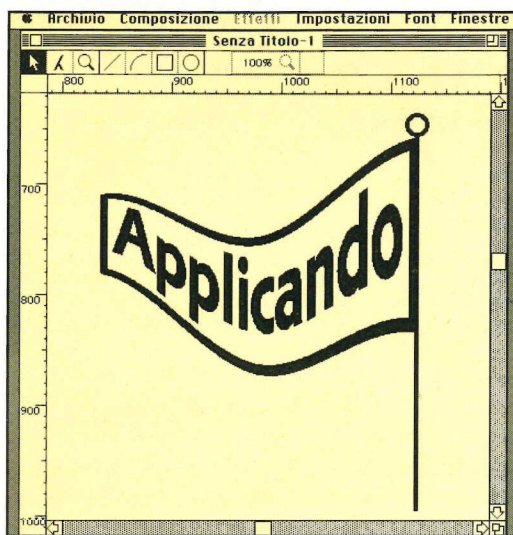 Archivio Composizione Effetti Impostazioni Font Finestre
Senza Titolo-1
100%
800 900 1000 1100
700
800
900
1000
Applicando